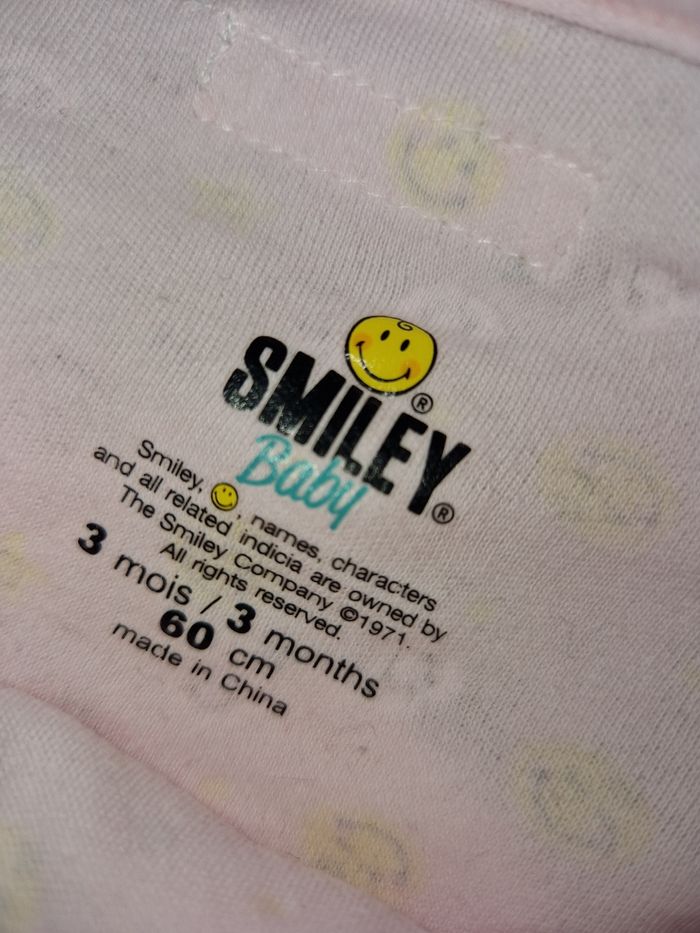 SMILEY®
Baby
Smiley, , names, characters
and all related indicia are owned by
The Smiley Company ©1971.
All rights reserved.
3 mois / 3 months
60 cm
made in China